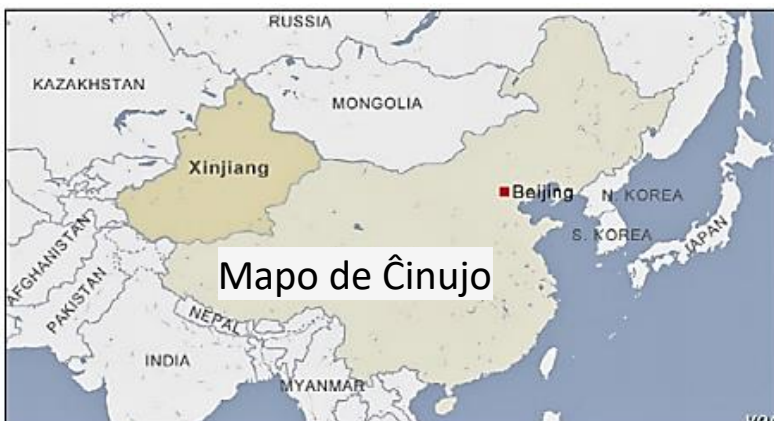 RUSSIA
KAZAKHSTAN
MONGOLIA
Xinjiang
Beijing
N. KOREA
S. KOREA
JAPAN
AFGHANISTAN
PAKISTAN
Mapo de Ĉinujo
NEPAL
INDIA
MYANMAR